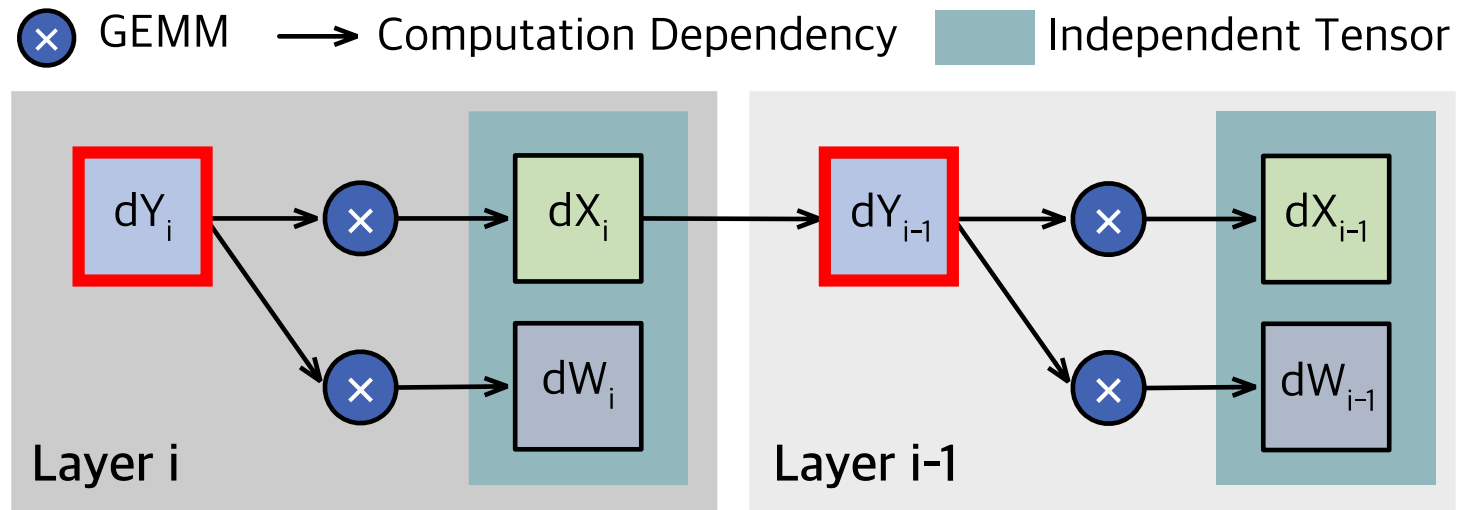 × GEMM → Computation Dependency Independent Tensor
dYᵢ × dXᵢ dYᵢ₋₁ × dXᵢ₋₁
× dWᵢ × dWᵢ₋₁
Layer i Layer i-1